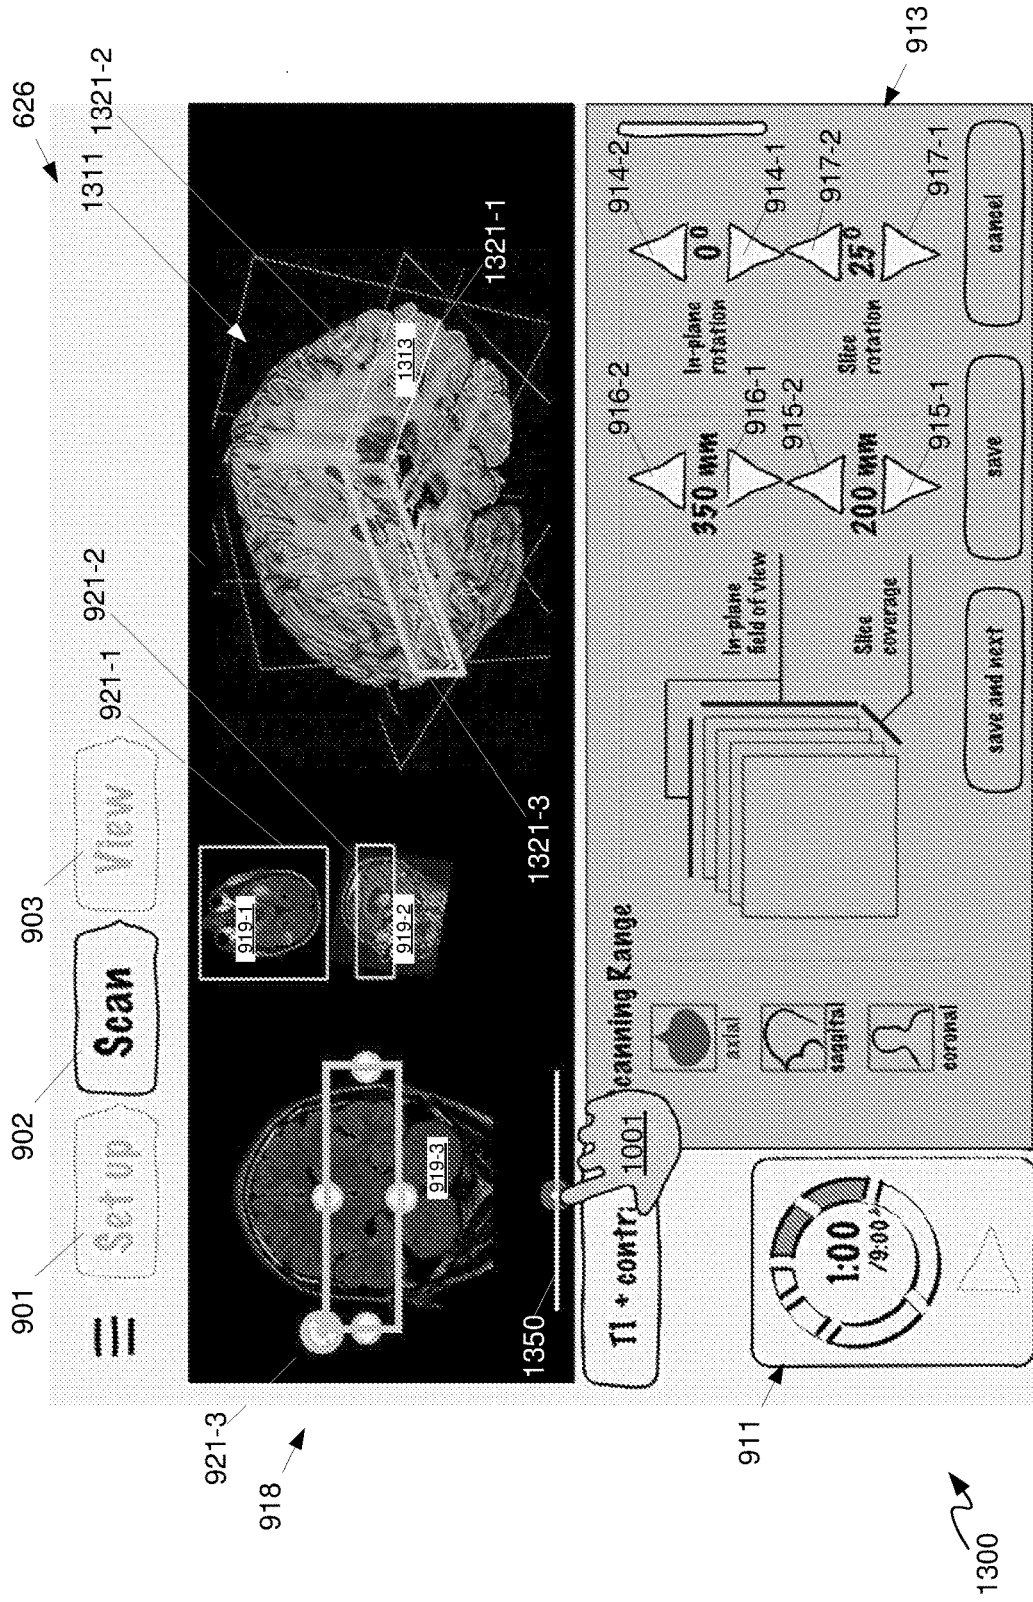 626
1311
1321-2
901
902
903
921-1
921-2
Setup
Scan
View
919-1
919-2
919-3
1313
1321-1
1321-3
1350
921-3
918
T1 + contr
1001
canning Range
axial
saggital
coronal
In-plane
field of view
Slice
coverage
916-2
350 mm
916-1
915-2
200 mm
915-1
In-plane
rotation
914-2
0°
914-1
917-2
Slice
rotation
25°
917-1
913
1:00
/9:00
911
save and next
save
cancel
1300